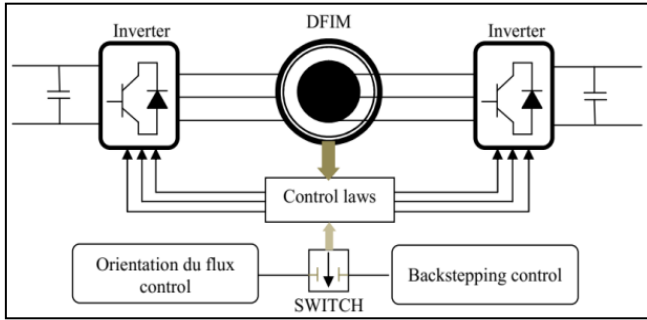 DFIM
Inverter
Inverter
Control laws
Orientation du flux
control
Backstepping control
SWITCH